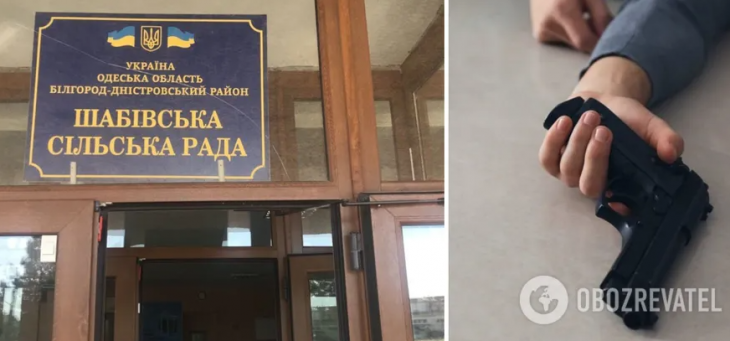 УКРАЇНА
ОДЕСЬКА ОБЛАСТЬ
БІЛГОРОД-ДНІСТРОВСЬКИЙ РАЙОН
ШАБІВСЬКА
СІЛЬСЬКА РАДА
OBOZREVATEL